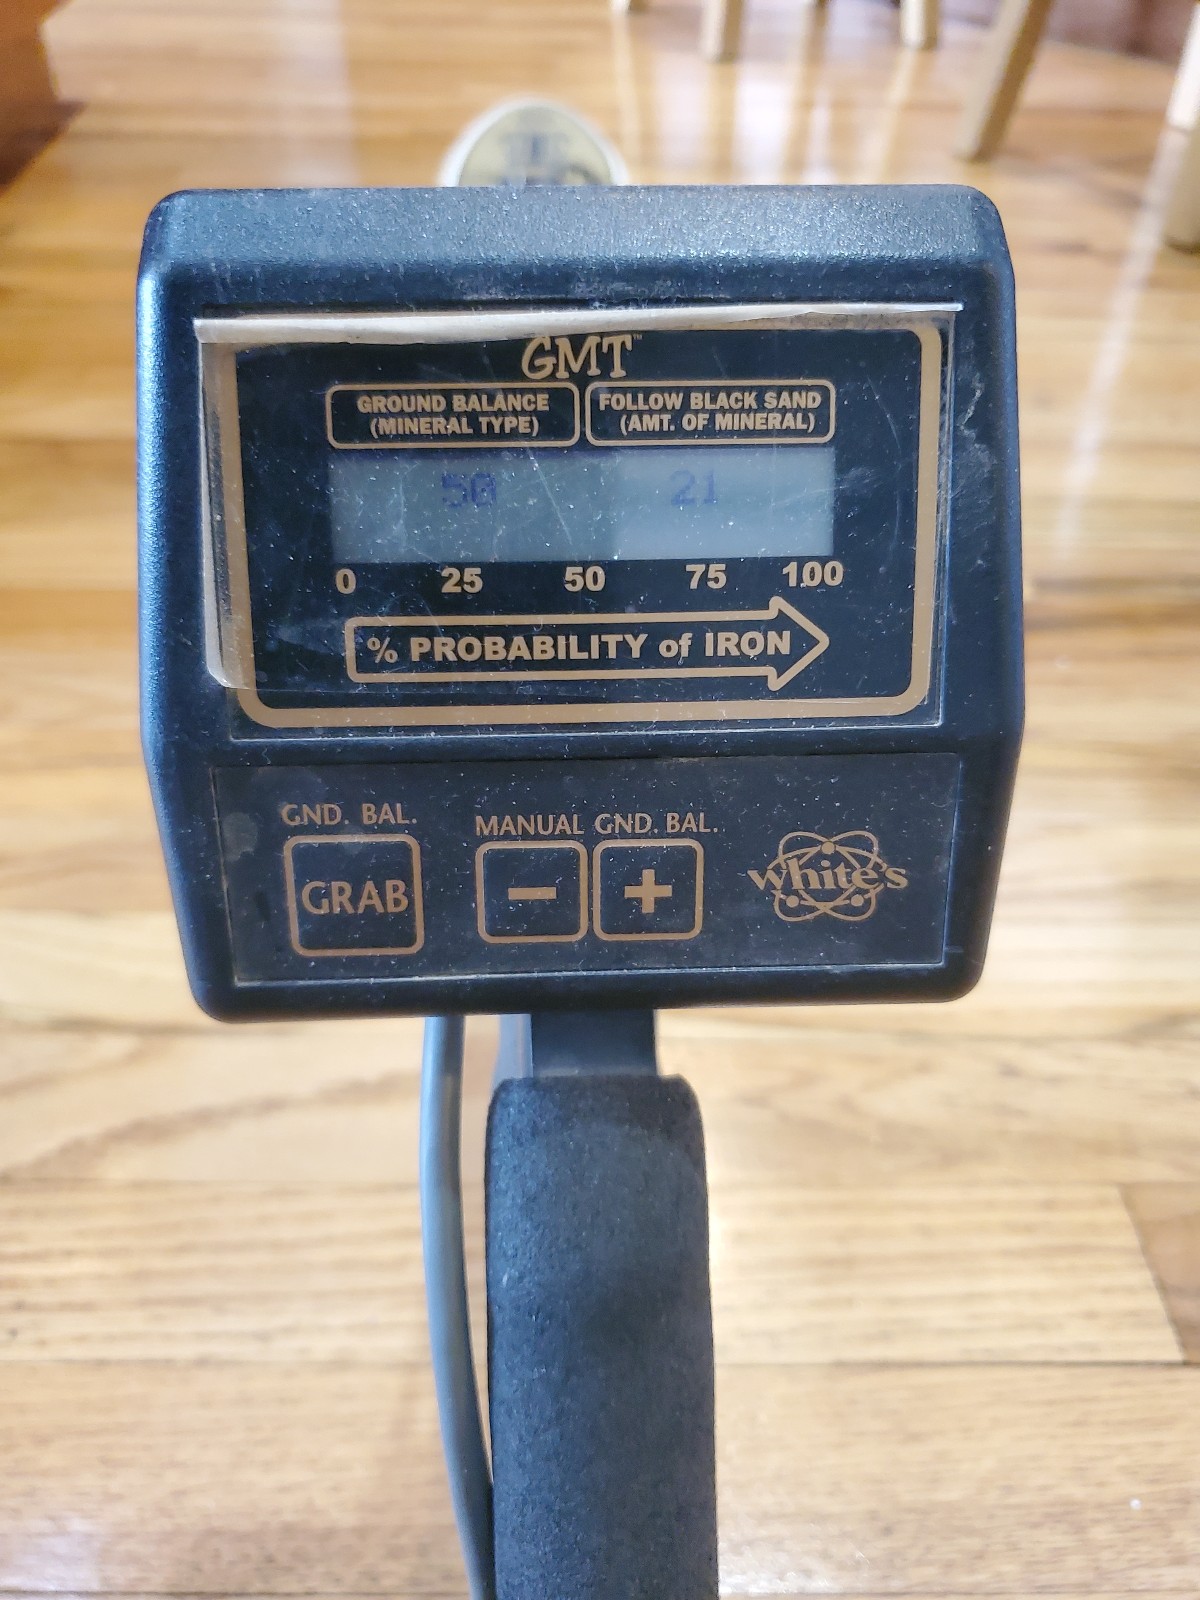 GMT™
GROUND BALANCE
(MINERAL TYPE)
FOLLOW BLACK SAND
(AMT. OF MINERAL)
50 21
0 25 50 75 100
% PROBABILITY of IRON
GND. BAL.
GRAB
MANUAL GND. BAL.
- +
white's